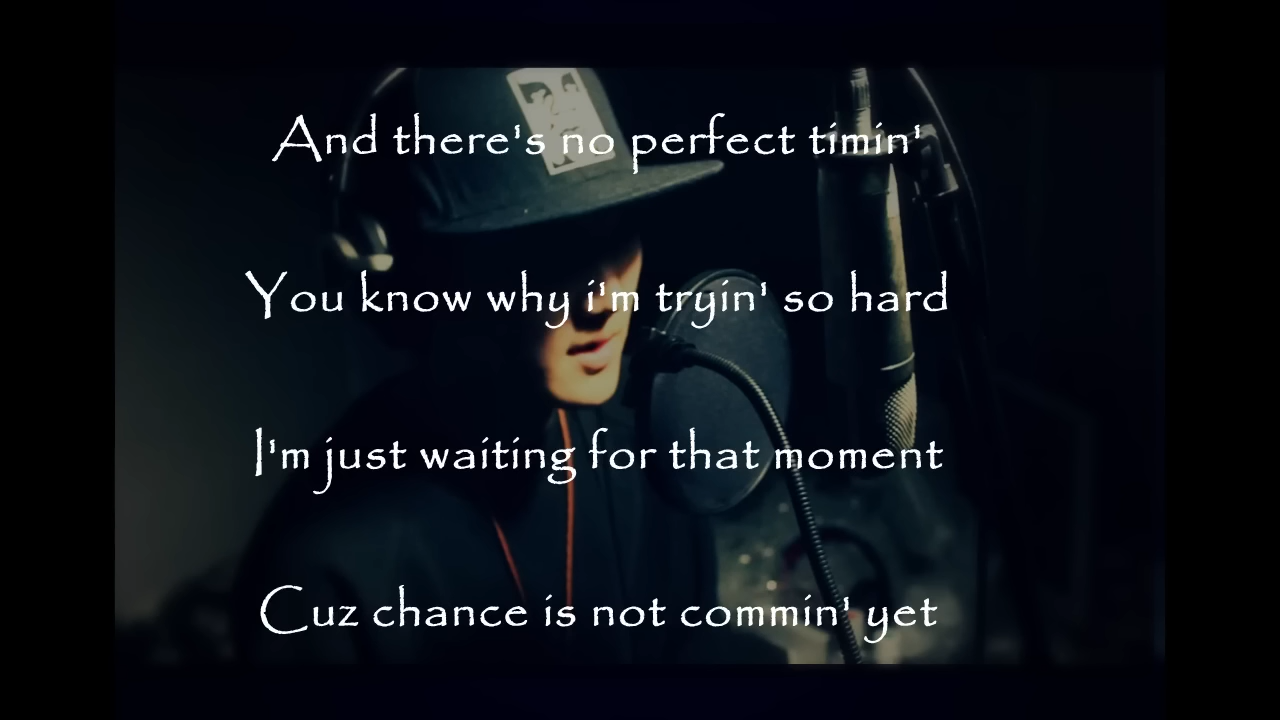 And there's no perfect timin'
You know why i'm tryin' so hard
I'm just waiting for that moment
Cuz chance is not commin' yet